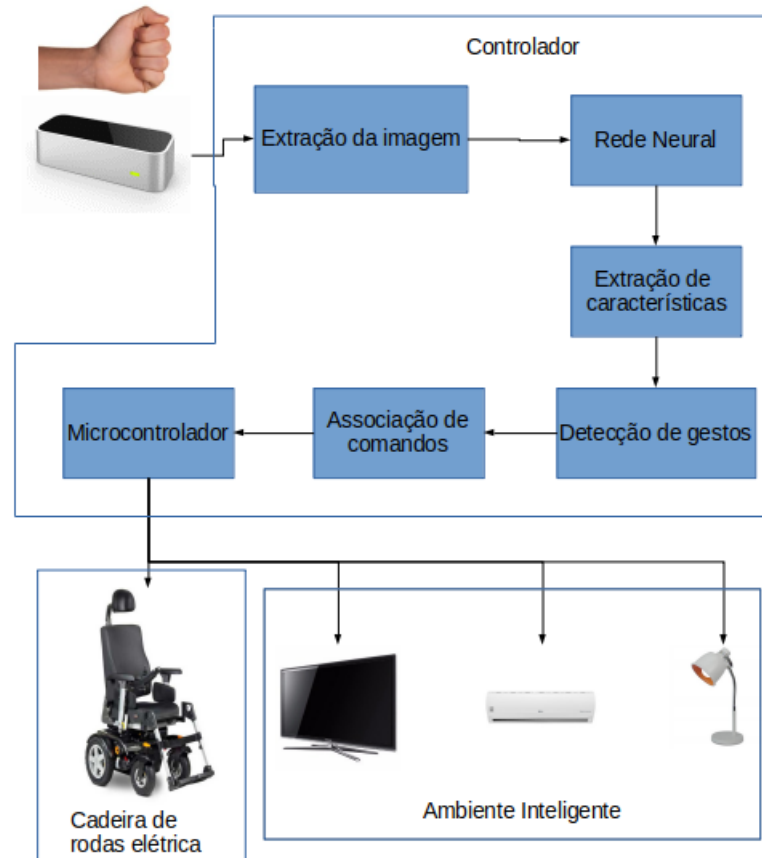 Controlador
Extração da imagem
Rede Neural
Extração de
características
Microcontrolador
Associação de
comandos
Detecção de gestos
Cadeira de
rodas elétrica
Ambiente Inteligente